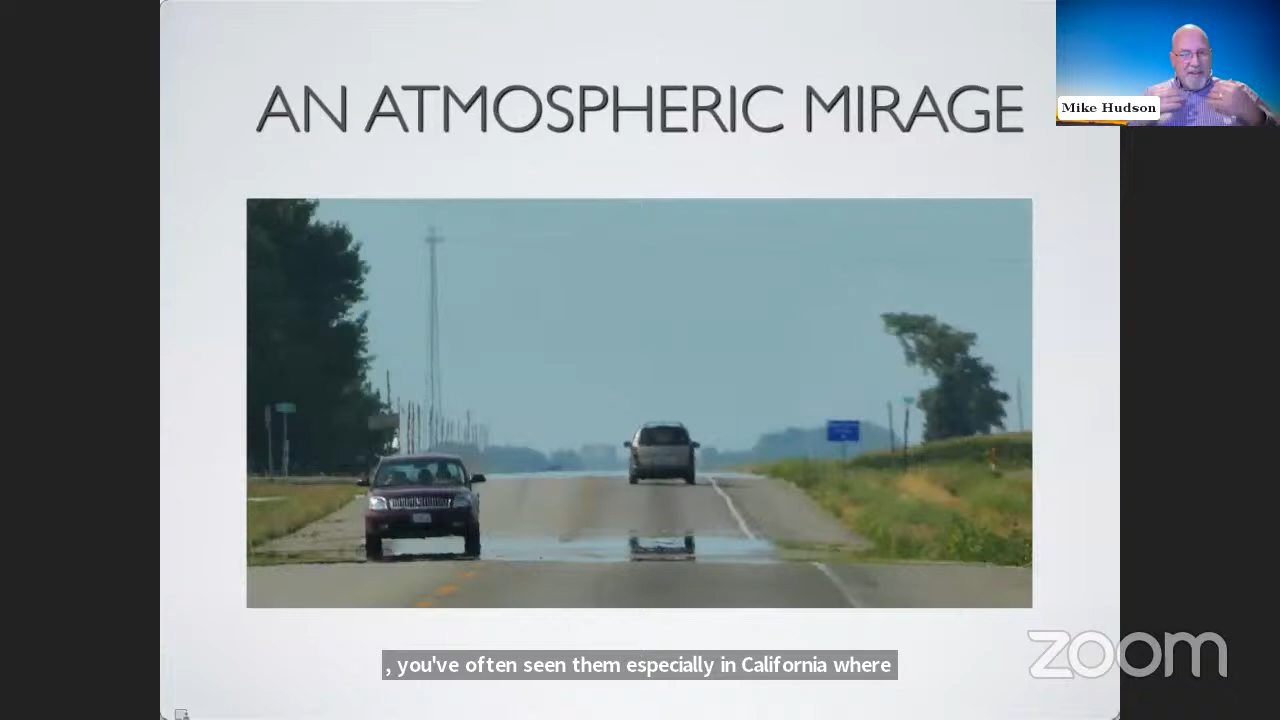 AN ATMOSPHERIC MIRAGE
Mike Hudson
, you've often seen them especially in California where
zoom